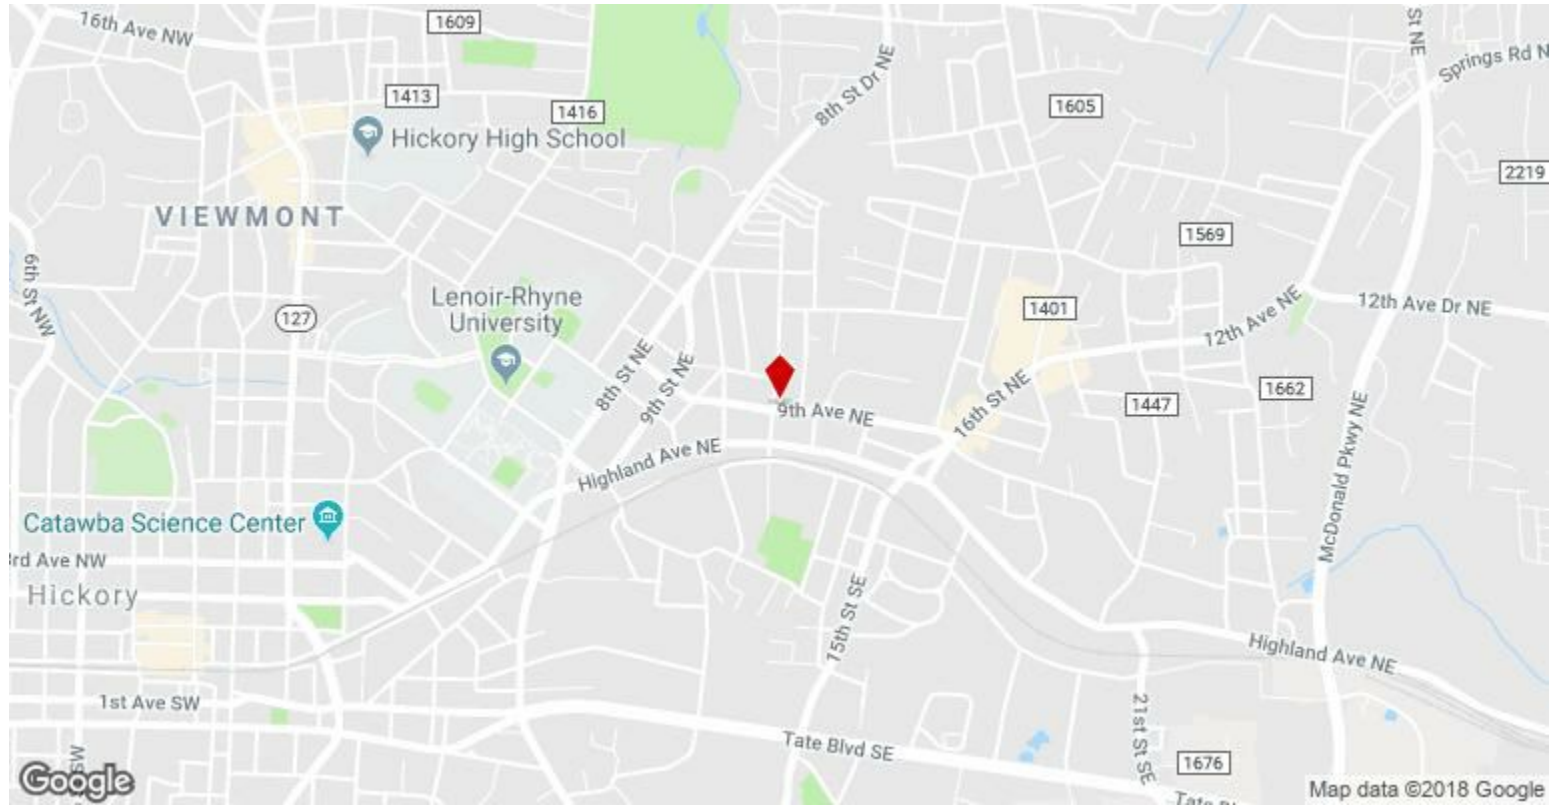 16th Ave NW
1609
St NE
Springs Rd N
8th St Dr NE
1413
1416
1605
Hickory High School
2219
VIEWMONT
1569
6th St NW
Lenoir-Rhyne
University
127
1401
12th Ave NE
12th Ave Dr NE
8th St NE
9th St NE
9th Ave NE
16th St NE
1447
1662
Highland Ave NE
McDonald Pkwy NE
Catawba Science Center
3rd Ave NW
Hickory
15th St SE
Highland Ave NE
1st Ave SW
21st St SE
Tate Blvd SE
1676
SW
Google
Map data ©2018 Google